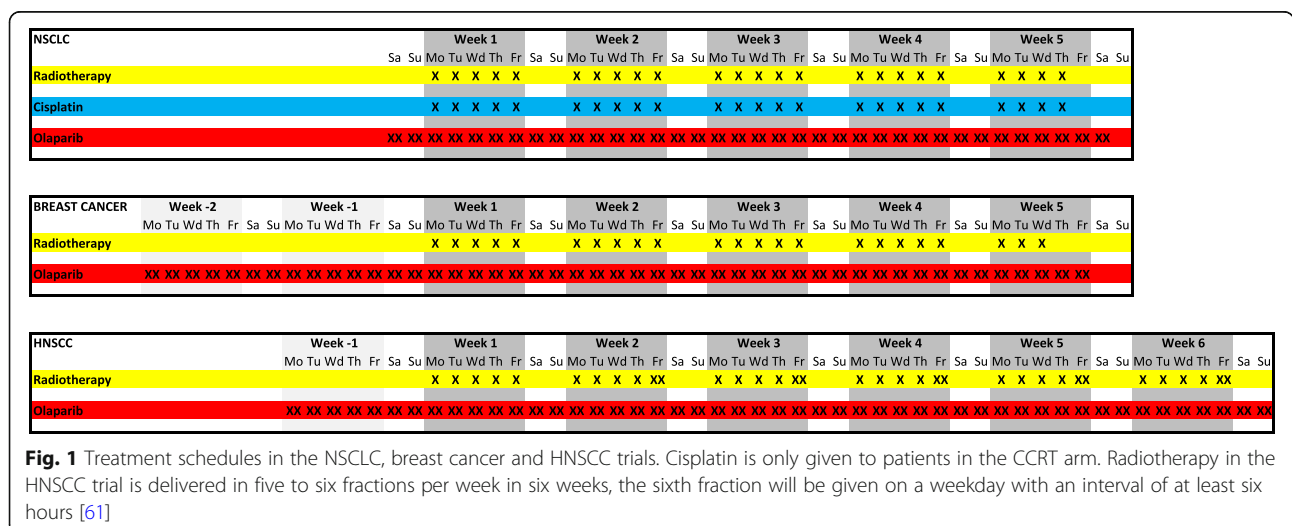 NSCLC Week 1 Week 2 Week 3 Week 4 Week 5
Sa Su Mo Tu Wd Th Fr Sa Su Mo Tu Wd Th Fr Sa Su Mo Tu Wd Th Fr Sa Su Mo Tu Wd Th Fr Sa Su Mo Tu Wd Th Fr Sa Su
Radiotherapy X X X X X X X X X X X X X X X X X X X X X X X X
Cisplatin X X X X X X X X X X X X X X X X X X X X X X X X
Olaparib XX XX XX XX XX XX XX XX XX XX XX XX XX XX XX XX XX XX XX XX XX XX XX XX XX XX XX XX XX XX XX XX XX XX XX XX
BREAST CANCER Week -2 Week -1 Week 1 Week 2 Week 3 Week 4 Week 5
Mo Tu Wd Th Fr Sa Su Mo Tu Wd Th Fr Sa Su Mo Tu Wd Th Fr Sa Su Mo Tu Wd Th Fr Sa Su Mo Tu Wd Th Fr Sa Su Mo Tu Wd Th Fr Sa Su Mo Tu Wd Th Fr Sa Su
Radiotherapy X X X X X X X X X X X X X X X X X X X X X X X
Olaparib XX XX XX XX XX XX XX XX XX XX XX XX XX XX XX XX XX XX XX XX XX XX XX XX XX XX XX XX XX XX XX XX XX XX XX XX XX XX XX XX XX XX XX XX XX XX XX
HNSCC Week -1 Week 1 Week 2 Week 3 Week 4 Week 5 Week 6
Mo Tu Wd Th Fr Sa Su Mo Tu Wd Th Fr Sa Su Mo Tu Wd Th Fr Sa Su Mo Tu Wd Th Fr Sa Su Mo Tu Wd Th Fr Sa Su Mo Tu Wd Th Fr Sa Su Mo Tu Wd Th Fr Sa Su
Radiotherapy X X X X X X X X X XX X X X X XX X X X X XX X X X X XX X X X X XX
Olaparib XX XX XX XX XX XX XX XX XX XX XX XX XX XX XX XX XX XX XX XX XX XX XX XX XX XX XX XX XX XX XX XX XX XX XX XX XX XX XX XX XX XX XX XX XX XX XX XX XX
Fig. 1 Treatment schedules in the NSCLC, breast cancer and HNSCC trials. Cisplatin is only given to patients in the CCRT arm. Radiotherapy in the
HNSCC trial is delivered in five to six fractions per week in six weeks, the sixth fraction will be given on a weekday with an interval of at least six
hours [61]